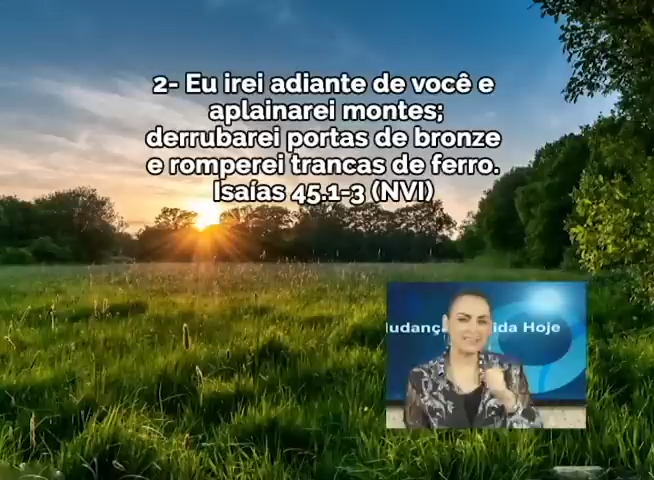 2- Eu irei adiante de você e
aplainarei montes;
derrubarei portas de bronze
e romperei trancas de ferro.
Isaías 45.1-3 (NVI)
Hoje